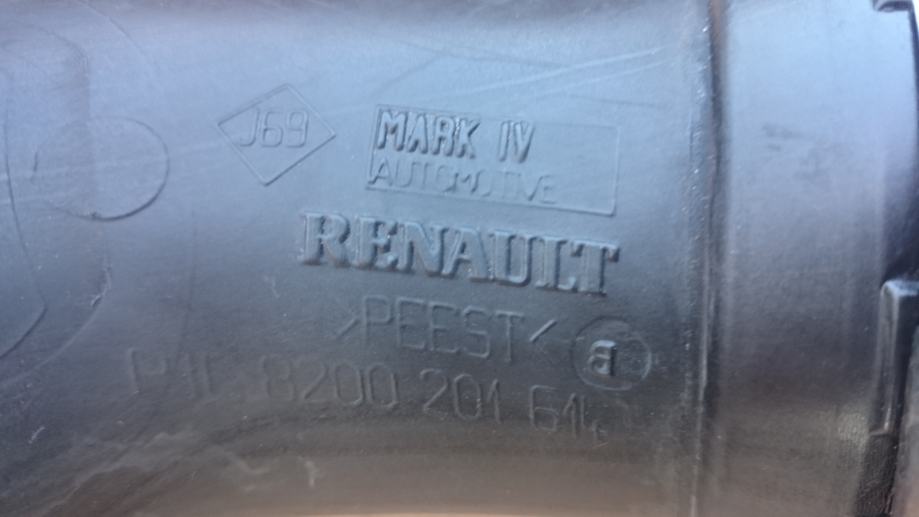 J69
MARK IV
AUTOMOTIVE
RENAULT
>PEEST<
B
8200 201 614